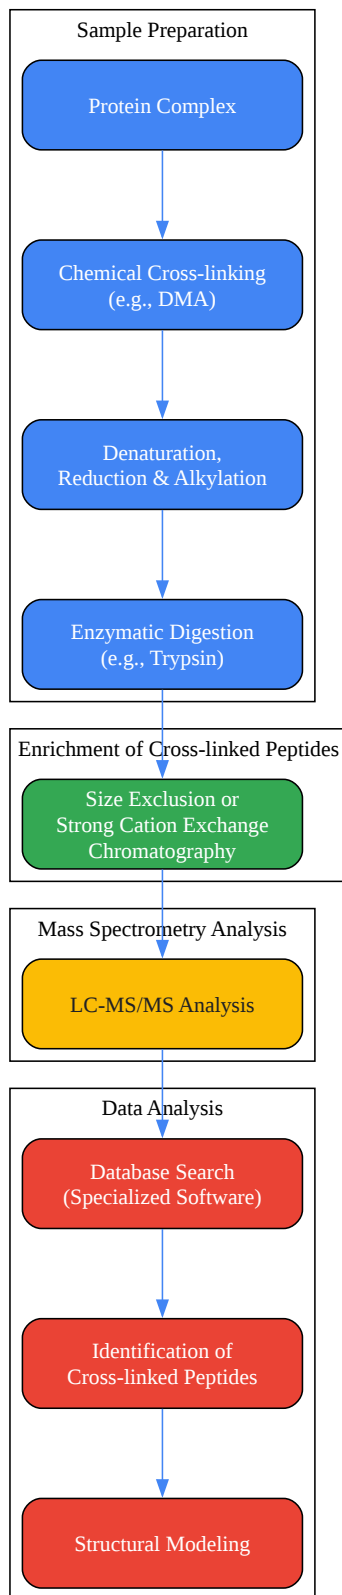 Sample Preparation
Protein Complex
Chemical Cross-linking
(e.g., DMA)
Denaturation,
Reduction & Alkylation
Enzymatic Digestion
(e.g., Trypsin)
Enrichment of Cross-linked Peptides
Size Exclusion or
Strong Cation Exchange
Chromatography
Mass Spectrometry Analysis
LC-MS/MS Analysis
Data Analysis
Database Search
(Specialized Software)
Identification of
Cross-linked Peptides
Structural Modeling